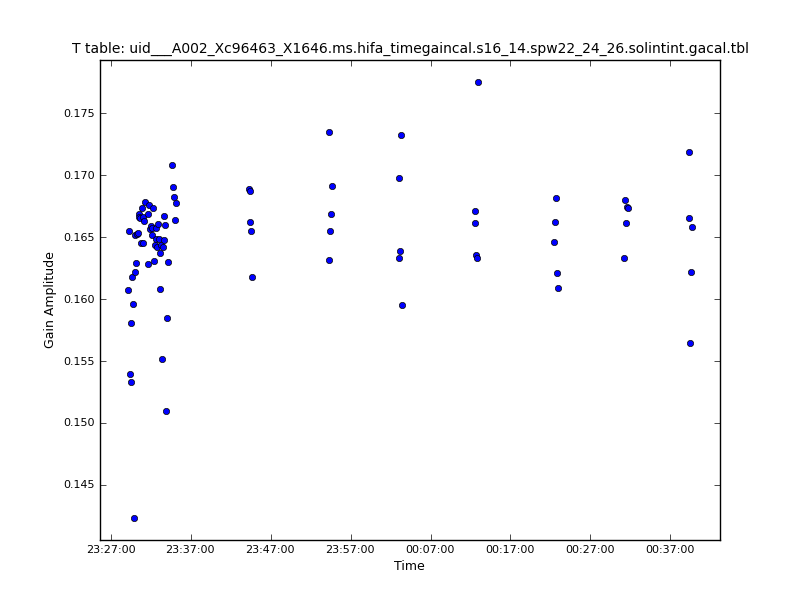 T table: uid___A002_Xc96463_X1646.ms.hifa_timegaincal.s16_14.spw22_24_26.solintint.gacal.tbl
0.175
0.170
0.165
0.160
0.155
0.150
0.145
Gain Amplitude
23:27:00 23:37:00 23:47:00 23:57:00 00:07:00 00:17:00 00:27:00 00:37:00
Time